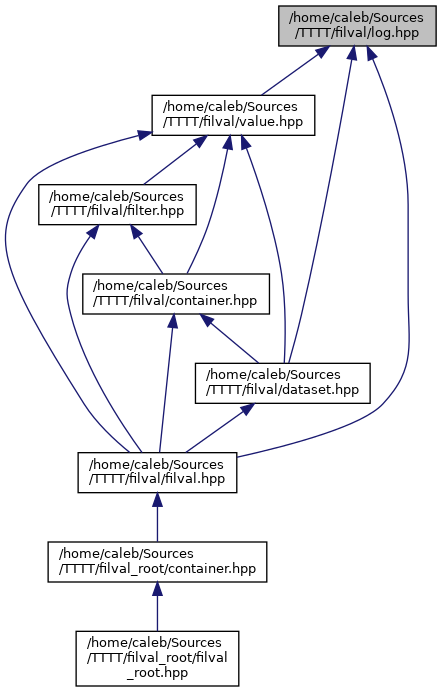 /home/caleb/Sources
/TTTT/filval/log.hpp
/home/caleb/Sources
/TTTT/filval/value.hpp
/home/caleb/Sources
/TTTT/filval/filter.hpp
/home/caleb/Sources
/TTTT/filval/container.hpp
/home/caleb/Sources
/TTTT/filval/dataset.hpp
/home/caleb/Sources
/TTTT/filval/filval.hpp
/home/caleb/Sources
/TTTT/filval_root/container.hpp
/home/caleb/Sources
/TTTT/filval_root/filval
_root.hpp